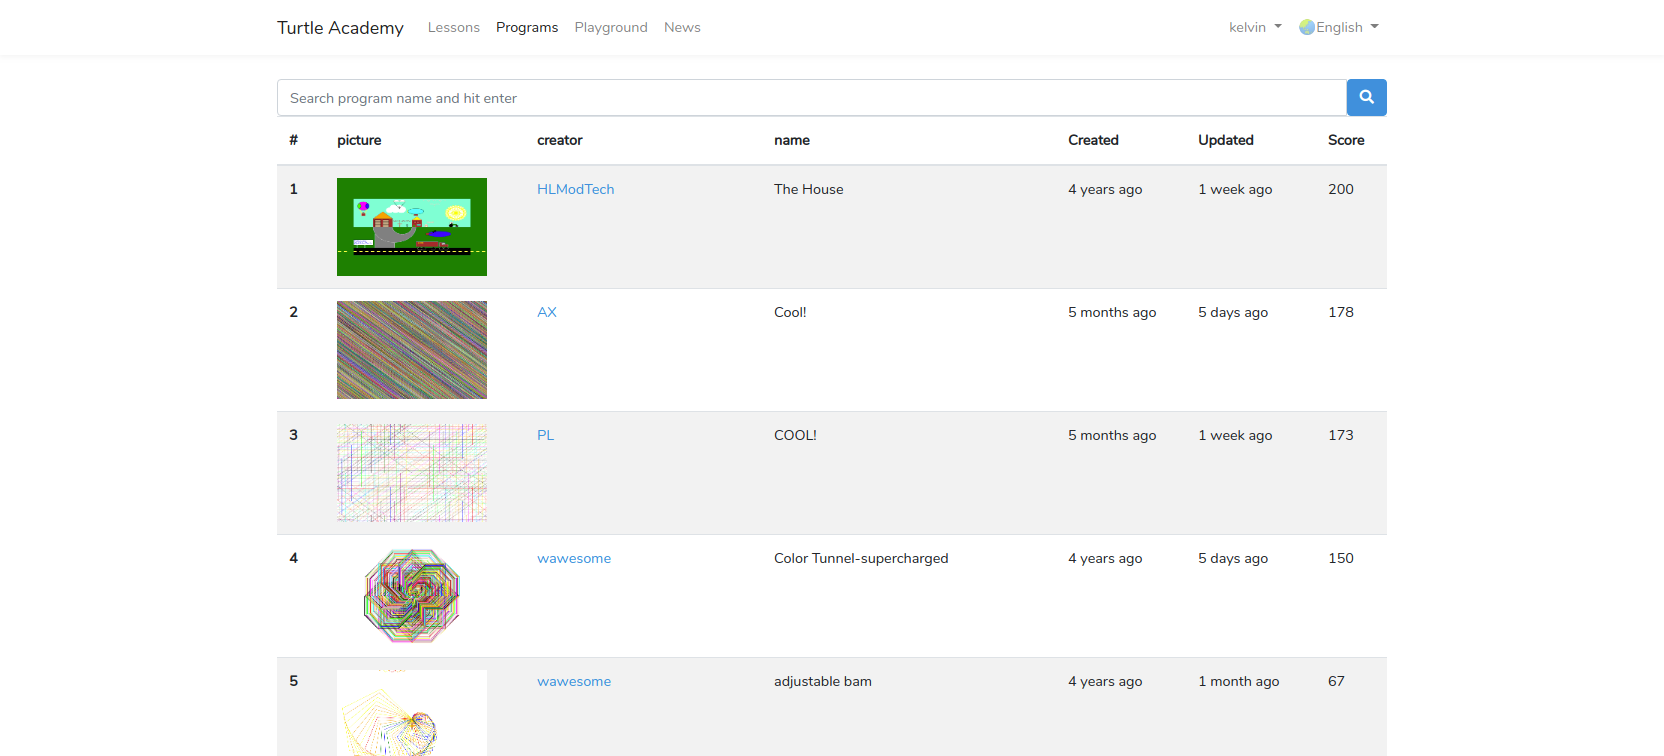 Turtle Academy Lessons Programs Playground News kelvin English
Search program name and hit enter
# picture creator name Created Updated Score
1 HLModTech The House 4 years ago 1 week ago 200
2 AX Cool! 5 months ago 5 days ago 178
3 PL COOL! 5 months ago 1 week ago 173
4 wawesome Color Tunnel-supercharged 4 years ago 5 days ago 150
5 wawesome adjustable bam 4 years ago 1 month ago 67